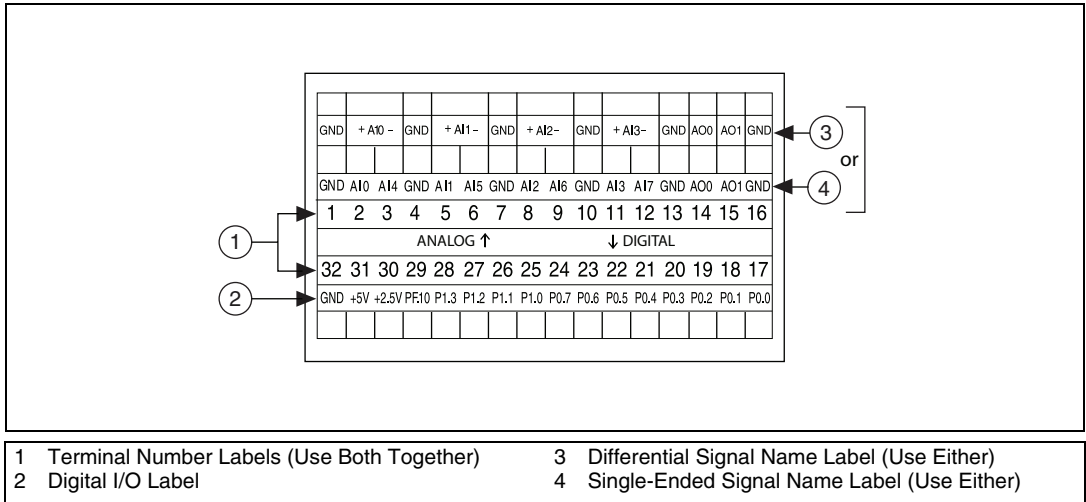 GND + AI0 - GND + AI1 - GND + AI2- GND + AI3- GND AO0 AO1 GND
3
or
GND AI0 AI4 GND AI1 AI5 GND AI2 AI6 GND AI3 AI7 GND AO0 AO1 GND
4
1 2 3 4 5 6 7 8 9 10 11 12 13 14 15 16
1
ANALOG ↑ ↓ DIGITAL
32 31 30 29 28 27 26 25 24 23 22 21 20 19 18 17
2
GND +5V +2.5V PF.10 P1.3 P1.2 P1.1 P1.0 P0.7 P0.6 P0.5 P0.4 P0.3 P0.2 P0.1 P0.0
1 Terminal Number Labels (Use Both Together)
2 Digital I/O Label
3 Differential Signal Name Label (Use Either)
4 Single-Ended Signal Name Label (Use Either)